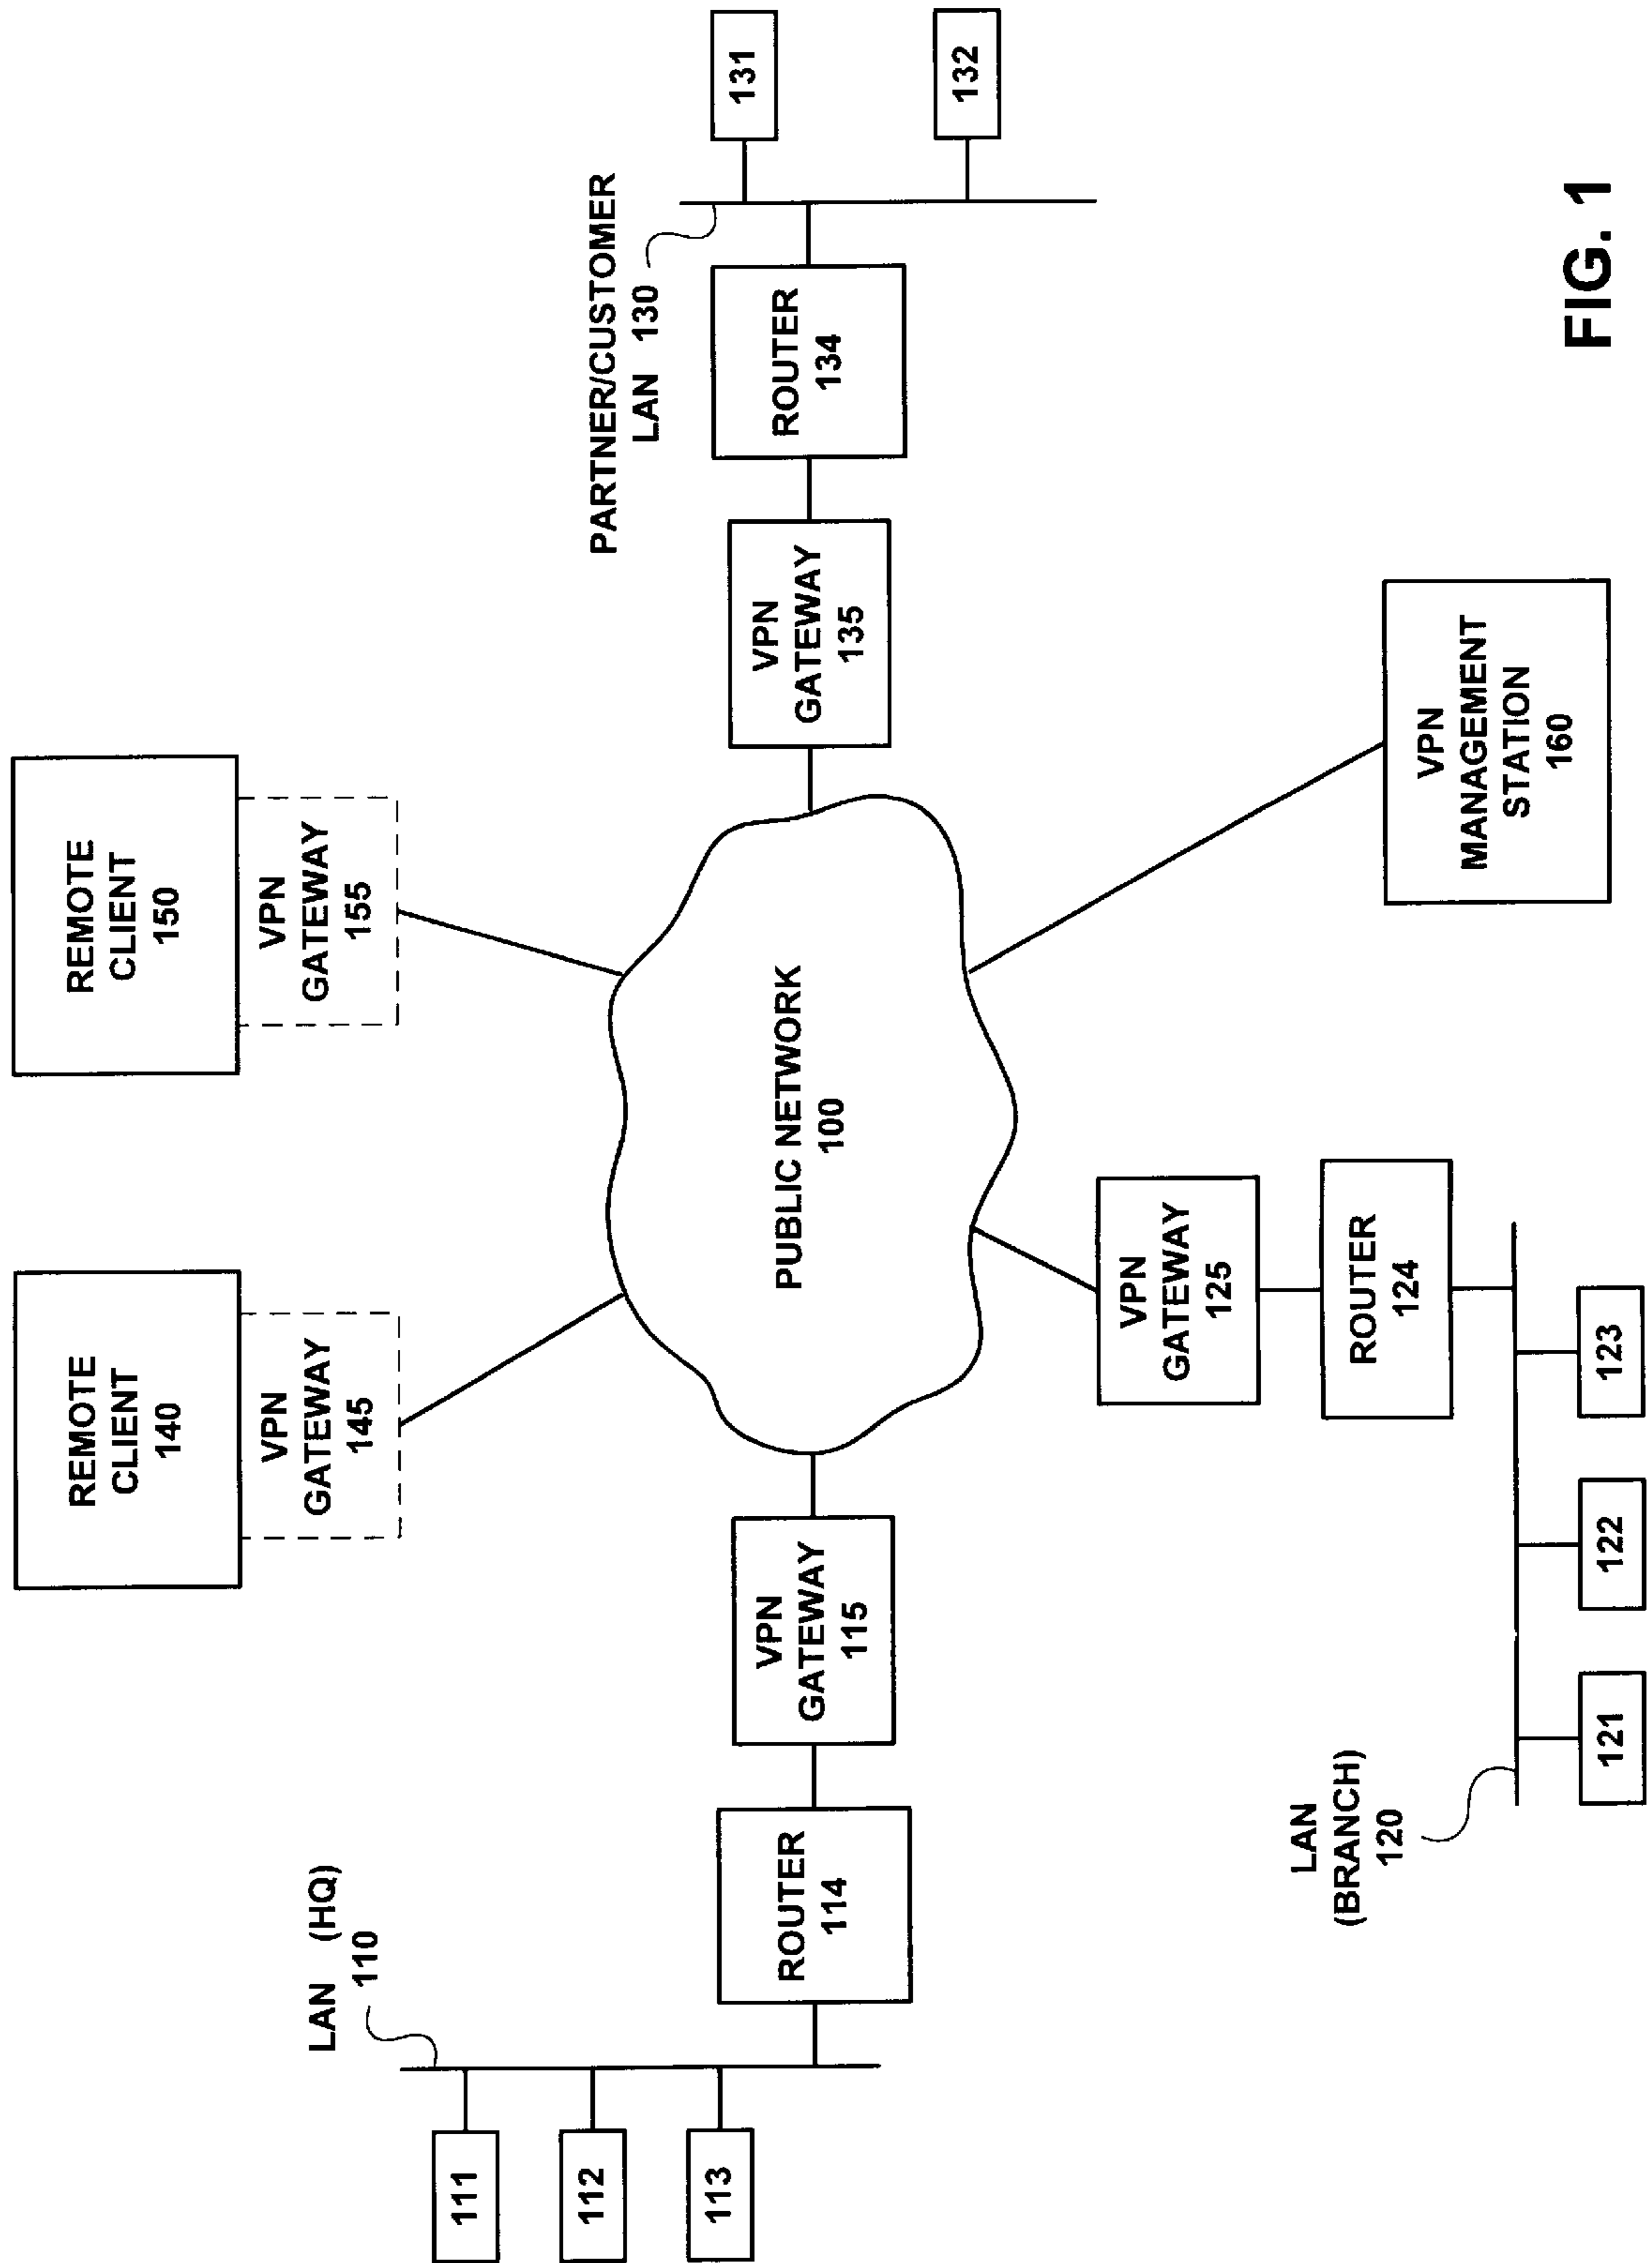 REMOTE
CLIENT
140
VPN
GATEWAY
145
REMOTE
CLIENT
150
VPN
GATEWAY
155
LAN (HQ)
110
111
112
113
ROUTER
114
VPN
GATEWAY
115
PUBLIC NETWORK
100
VPN
GATEWAY
135
ROUTER
134
PARTNER/CUSTOMER
LAN 130
131
132
VPN
GATEWAY
125
ROUTER
124
LAN
(BRANCH)
120
121
122
123
VPN
MANAGEMENT
STATION
160
FIG. 1